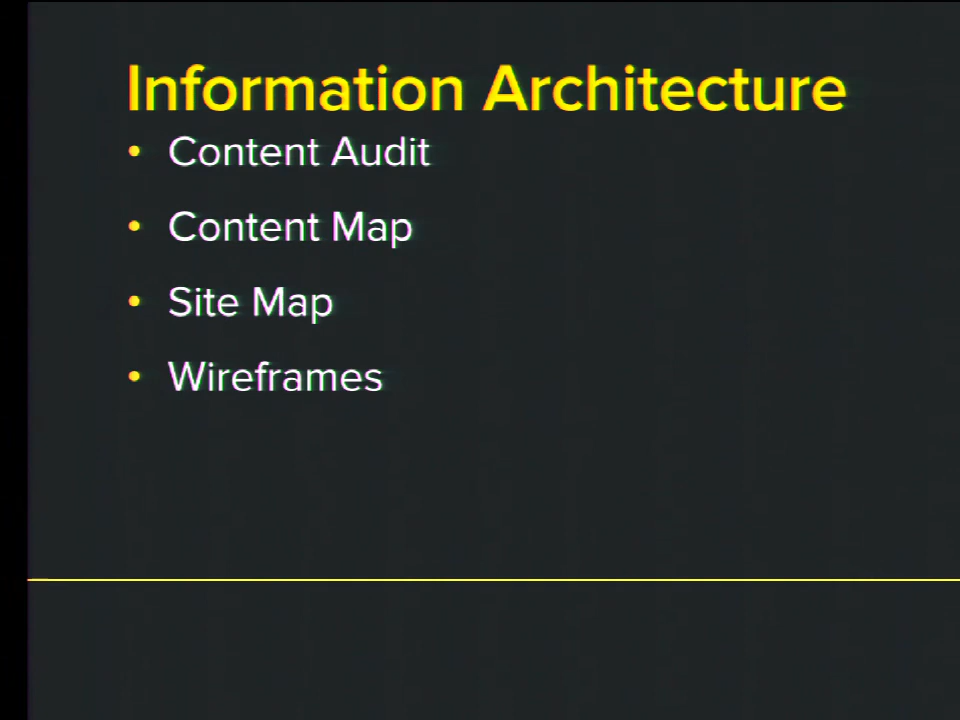 Information Architecture
• Content Audit
• Content Map
• Site Map
• Wireframes